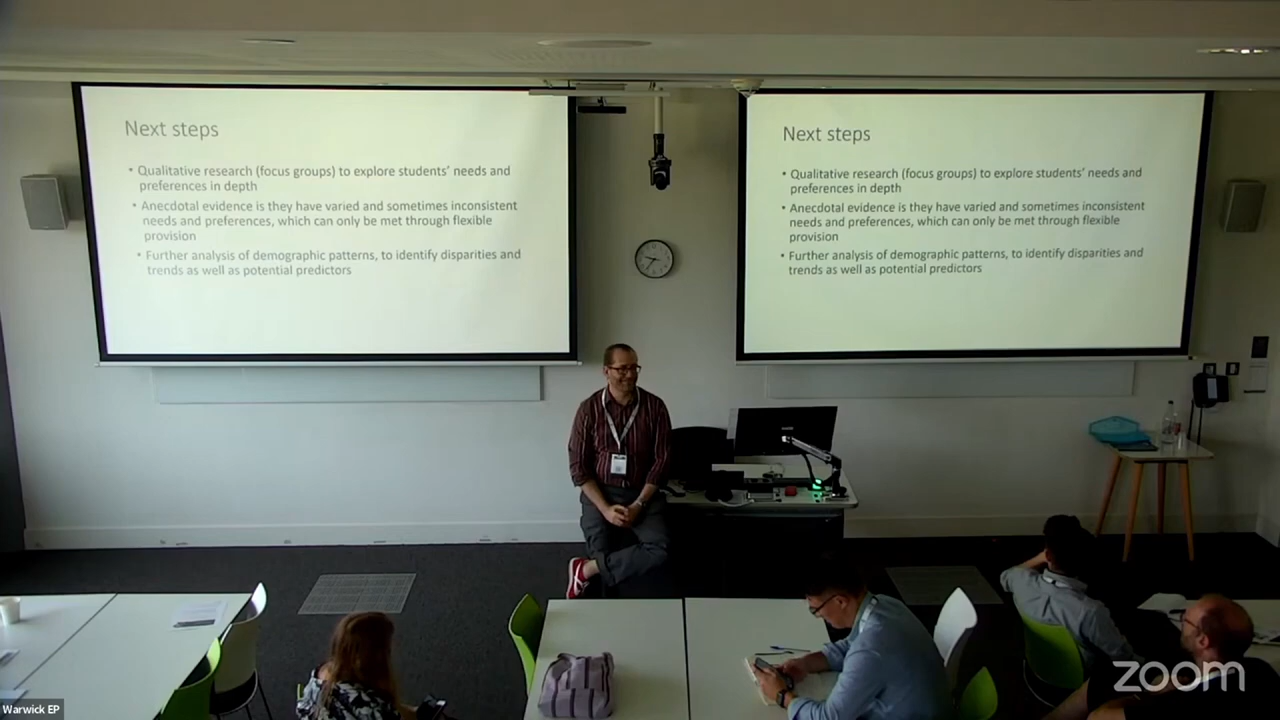 Next steps
• Qualitative research (focus groups) to explore students' needs and
preferences in depth
• Anecdotal evidence is they have varied and sometimes inconsistent
needs and preferences, which can only be met through flexible
provision
• Further analysis of demographic patterns, to identify disparities and
trends as well as potential predictors
Next steps
• Qualitative research (focus groups) to explore students' needs and
preferences in depth
• Anecdotal evidence is they have varied and sometimes inconsistent
needs and preferences, which can only be met through flexible
provision
• Further analysis of demographic patterns, to identify disparities and
trends as well as potential predictors
zoom
Warwick EP